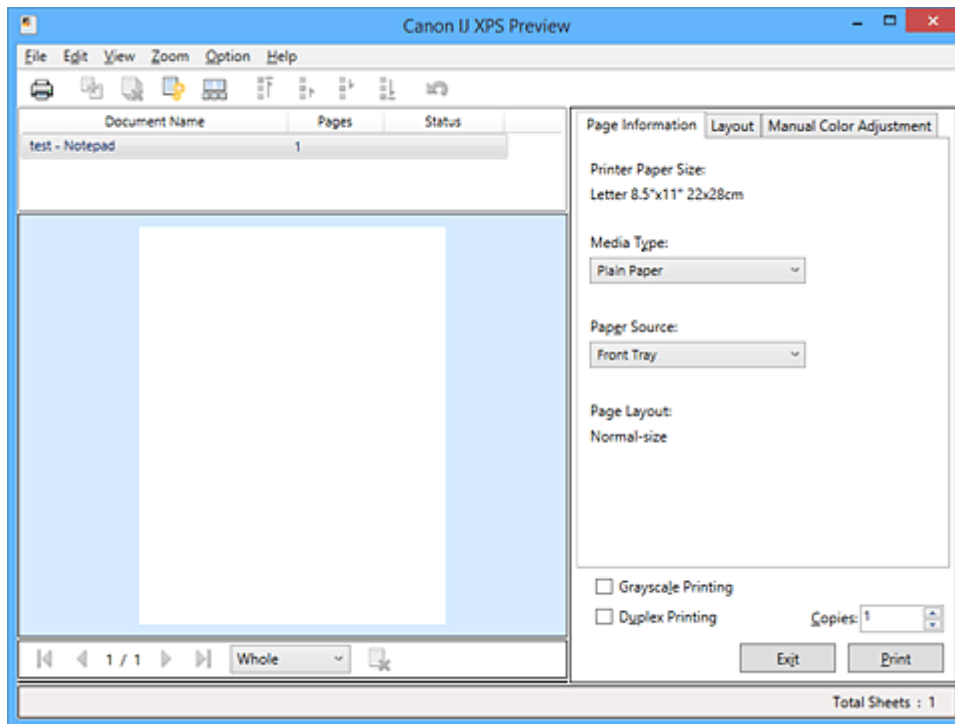 Canon IJ XPS Preview
File Edit View Zoom Option Help
Document Name Pages Status
test - Notepad 1
Page Information Layout Manual Color Adjustment
Printer Paper Size:
Letter 8.5"x11" 22x28cm
Media Type:
Plain Paper
Paper Source:
Front Tray
Page Layout:
Normal-size
Grayscale Printing
Duplex Printing Copies: 1
1 / 1 Whole
Exit Print
Total Sheets : 1